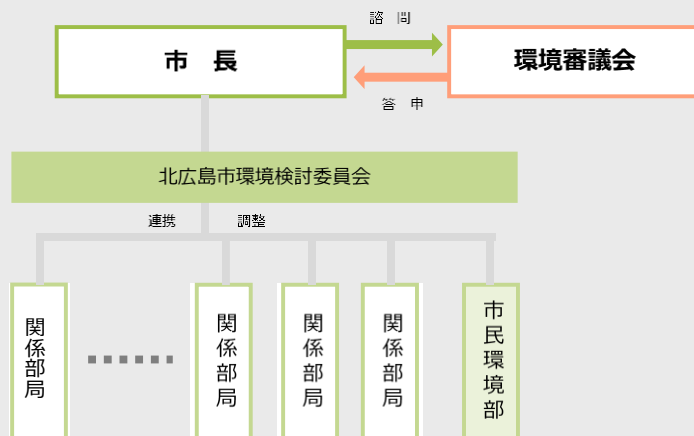 諮 問
市 長
環境審議会
答 申
北広島市環境検討委員会
連携 調整
関係部局
関係部局
関係部局
関係部局
市民環境部